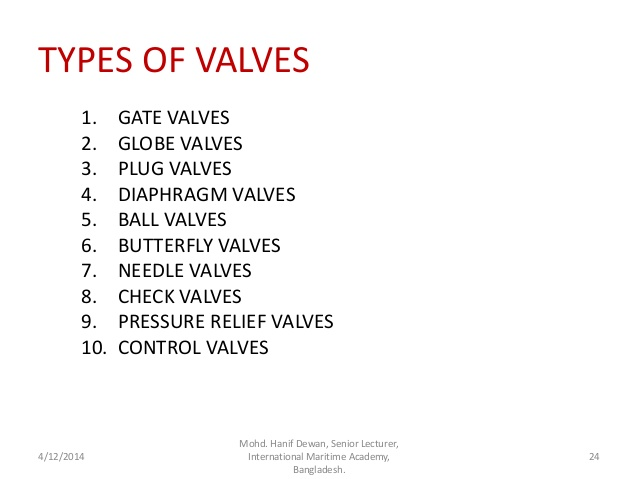 TYPES OF VALVES
1. GATE VALVES
2. GLOBE VALVES
3. PLUG VALVES
4. DIAPHRAGM VALVES
5. BALL VALVES
6. BUTTERFLY VALVES
7. NEEDLE VALVES
8. CHECK VALVES
9. PRESSURE RELIEF VALVES
10. CONTROL VALVES
4/12/2014
Mohd. Hanif Dewan, Senior Lecturer,
International Maritime Academy,
Bangladesh.
24